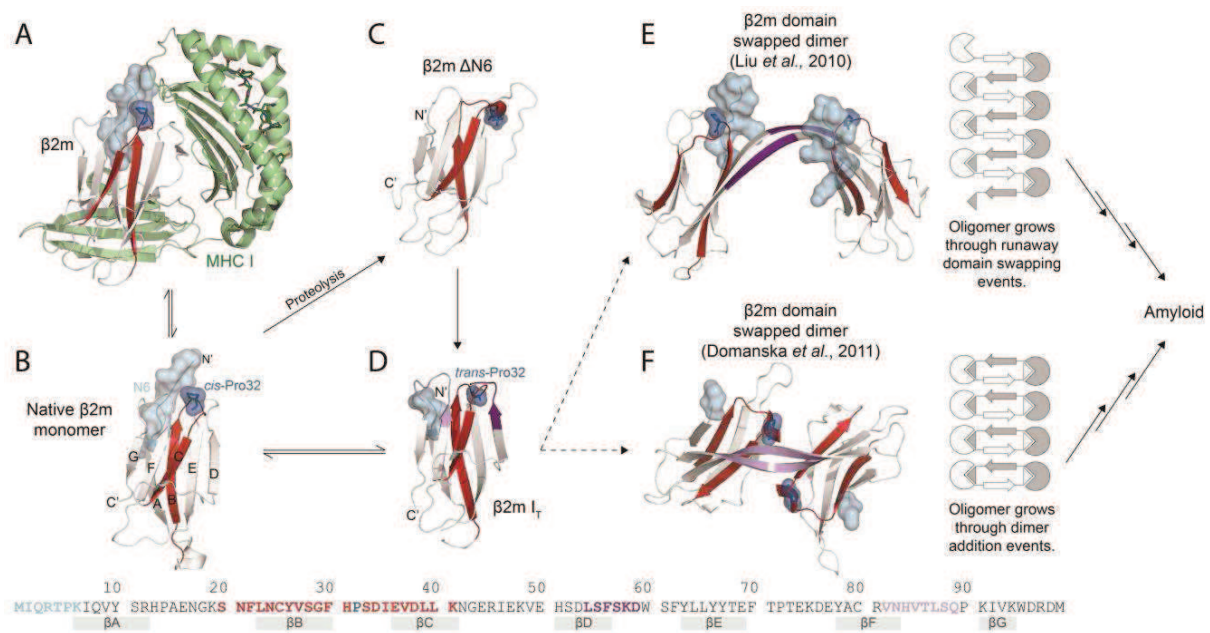 A
β2m
MHC I
B
N'
N6
cis-Pro32
Native β2m
monomer
G
F
C
E
D
A
B
C'
Proteolysis
C
β2m ΔN6
N'
C'
D
trans-Pro32
N'
C'
β2m I_T
E
β2m domain
swapped dimer
(Liu et al., 2010)
Oligomer grows
through runaway
domain swapping
events.
F
β2m domain
swapped dimer
(Domanska et al., 2011)
Oligomer grows
through dimer
addition events.
Amyloid
10 20 30 40 50 60 70 80 90
MIQRTPKIQVY SRHPAENGKS NFLNCYVSGF HPSDIEVDLL KNGERIEKVE HSDLSFSKDW SFYLLYYTEF TPTEKDEYAC RVNHVTLSQP KIVKWDRDM
βA βB βC βD βE βF βG